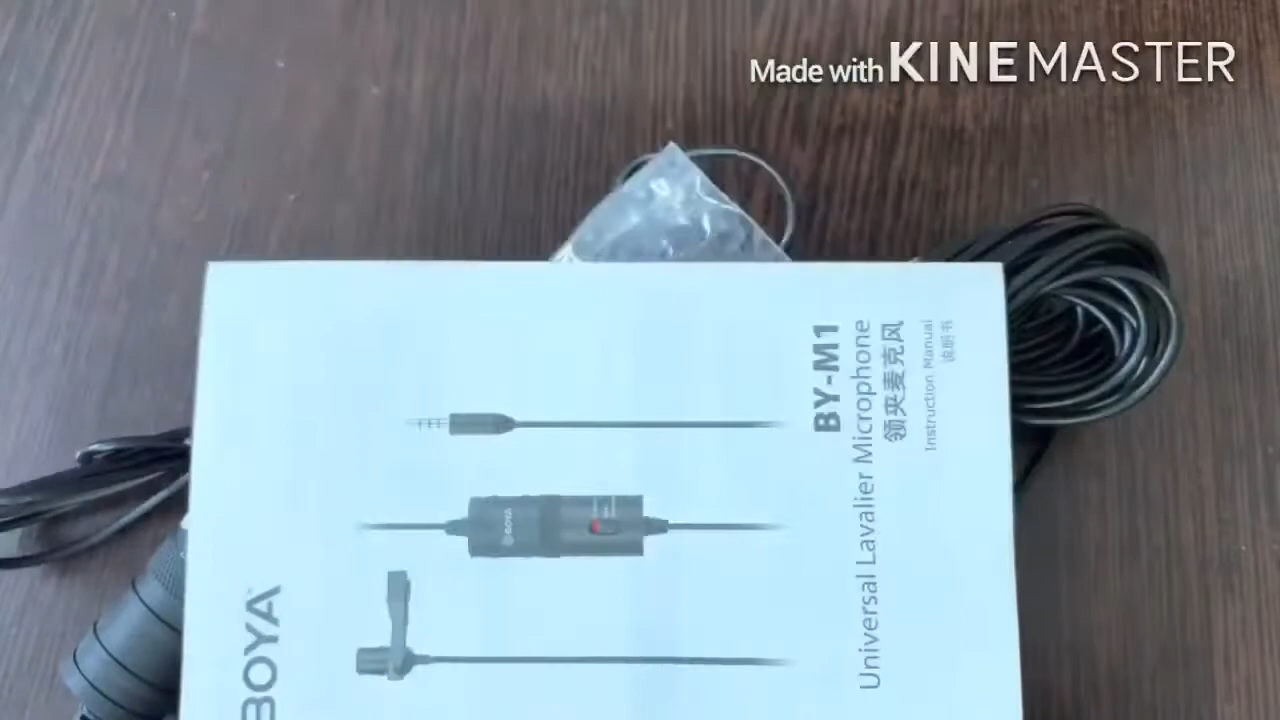 Made with KINEMASTER
BY-M1
Universal Lavalier Microphone
领夹麦克风
Instruction Manual
说明书
BOYA
BOYA